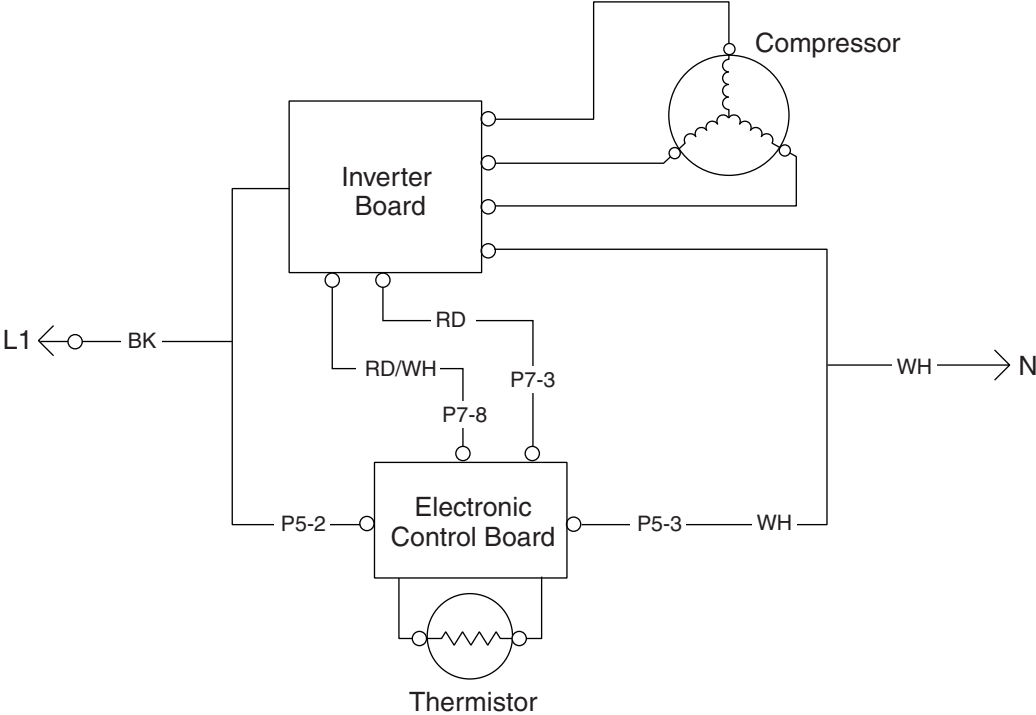 Compressor
Inverter
Board
RD
L1
BK
RD/WH
WH
N
P7-3
P7-8
Electronic
Control Board
P5-2
P5-3
WH
Thermistor